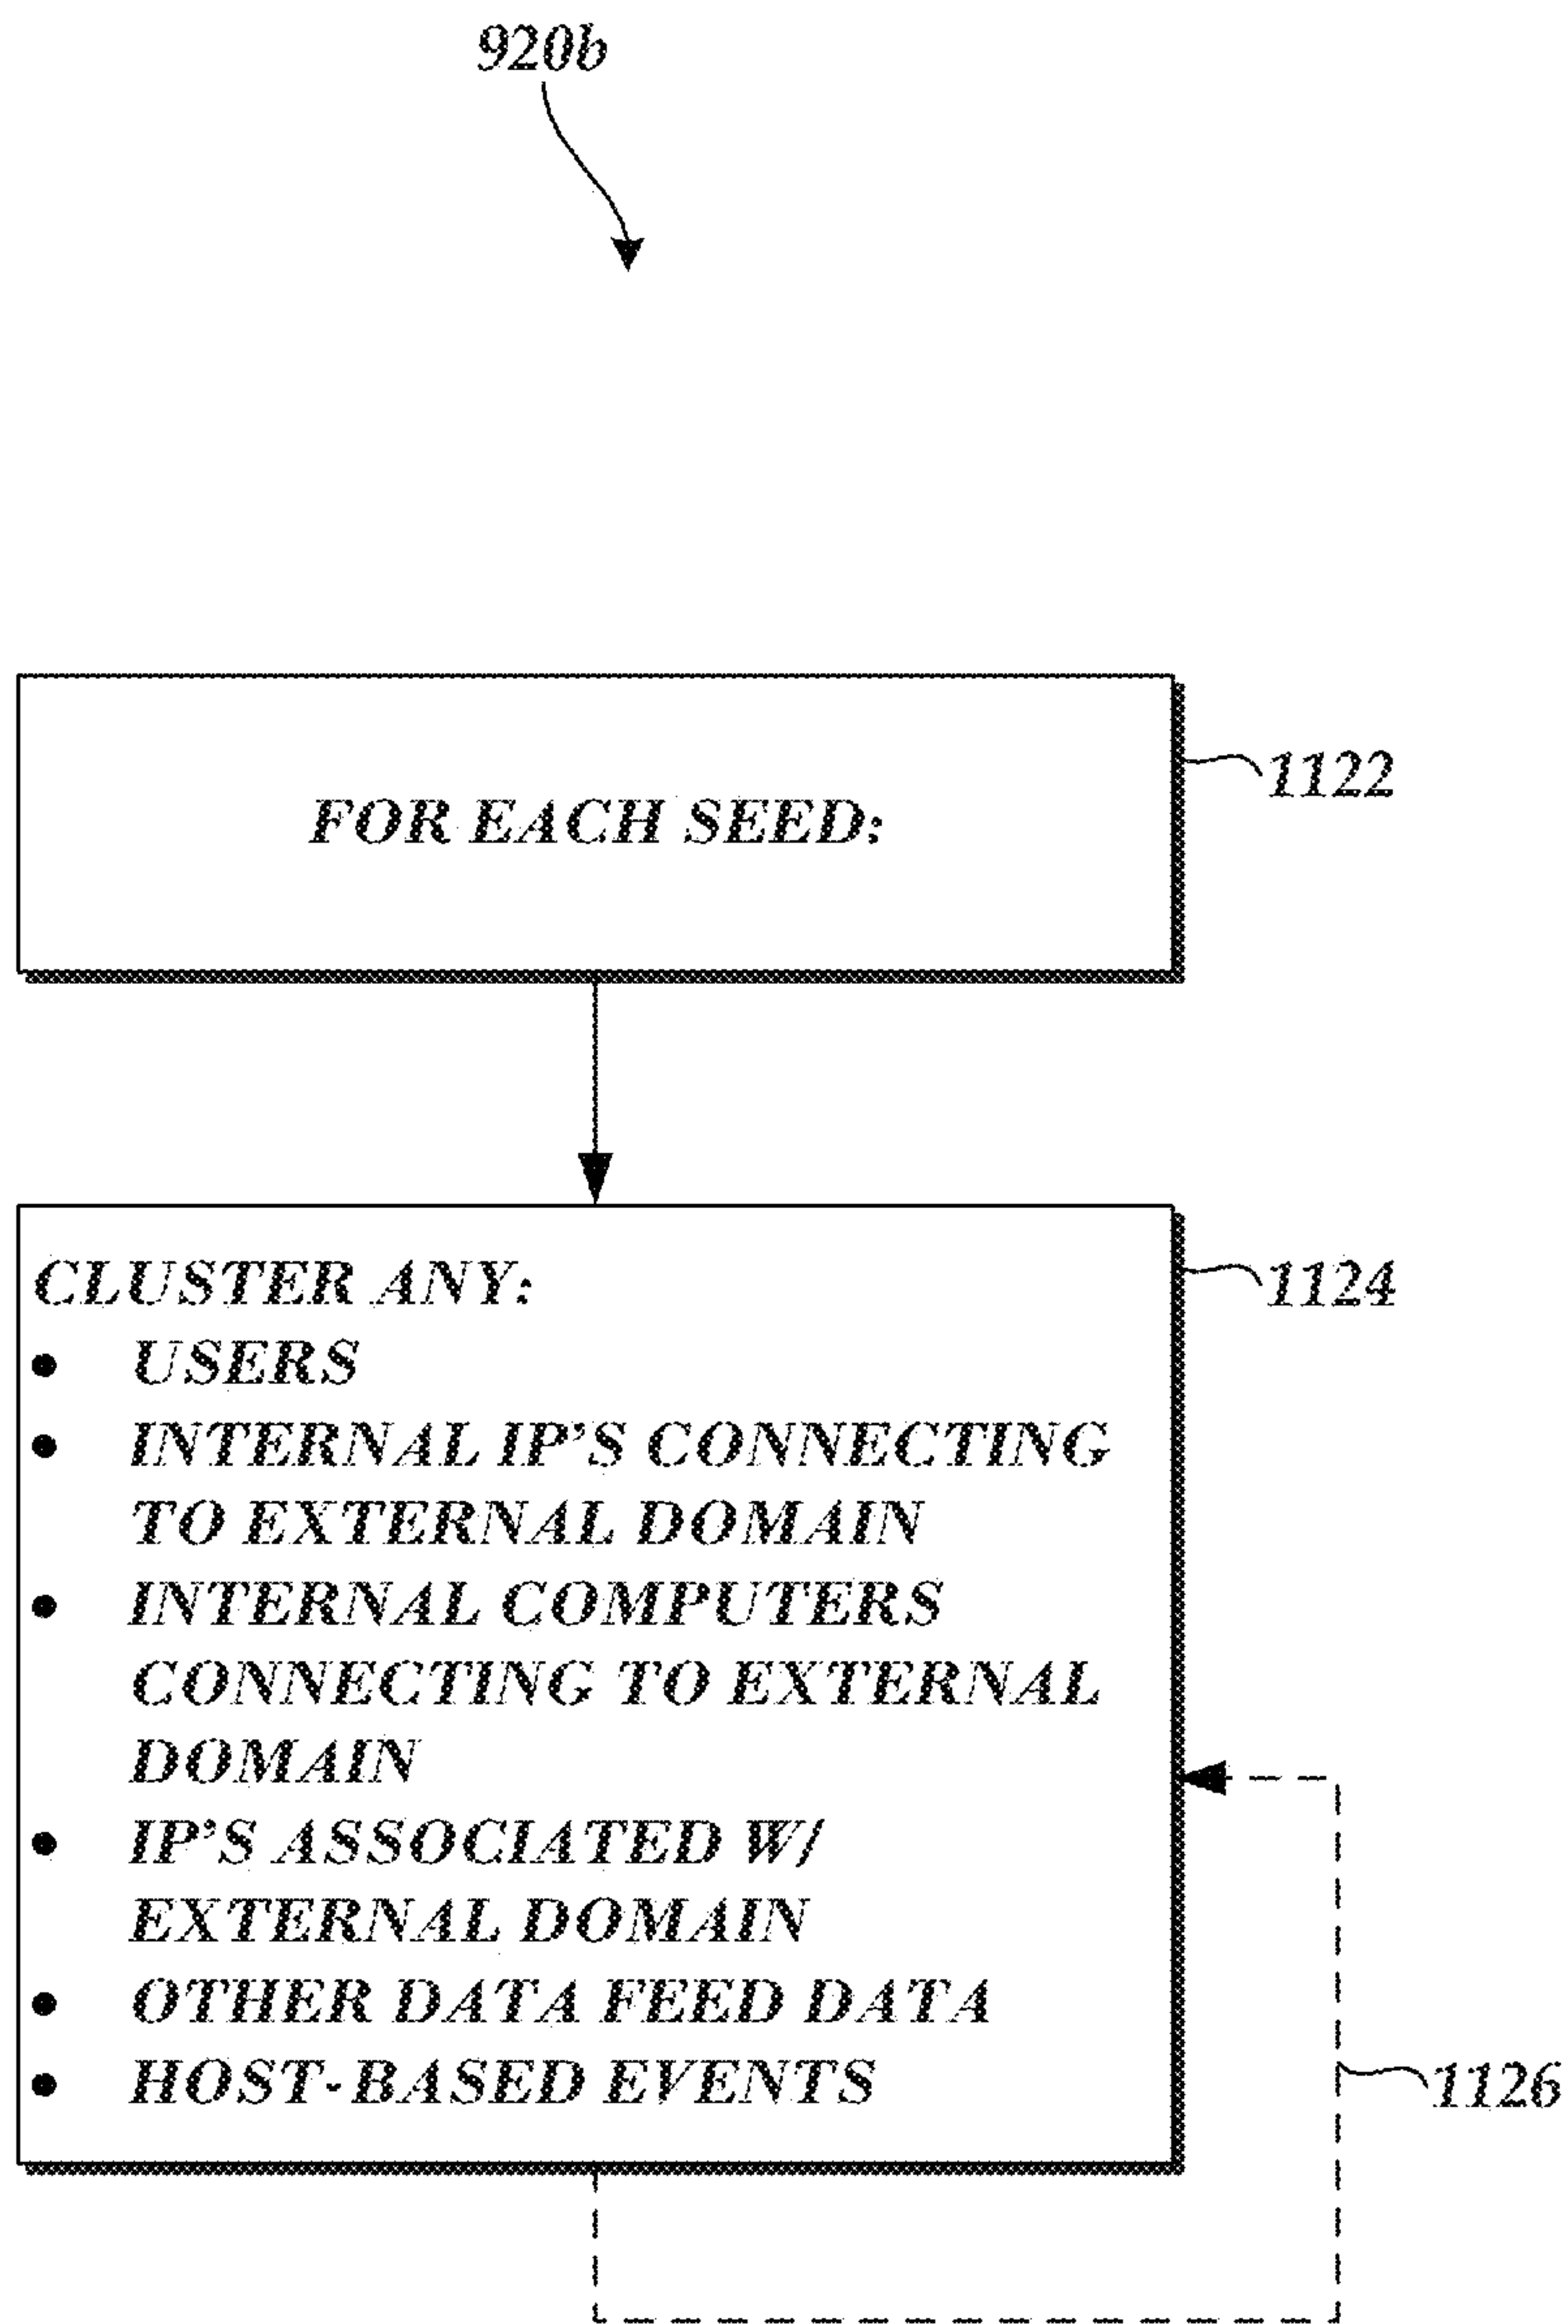 920b
FOR EACH SEED:
1122
CLUSTER ANY:
1124
• USERS
• INTERNAL IP'S CONNECTING
TO EXTERNAL DOMAIN
• INTERNAL COMPUTERS
CONNECTING TO EXTERNAL
DOMAIN
• IP'S ASSOCIATED W/
EXTERNAL DOMAIN
• OTHER DATA FEED DATA
• HOST-BASED EVENTS
1126